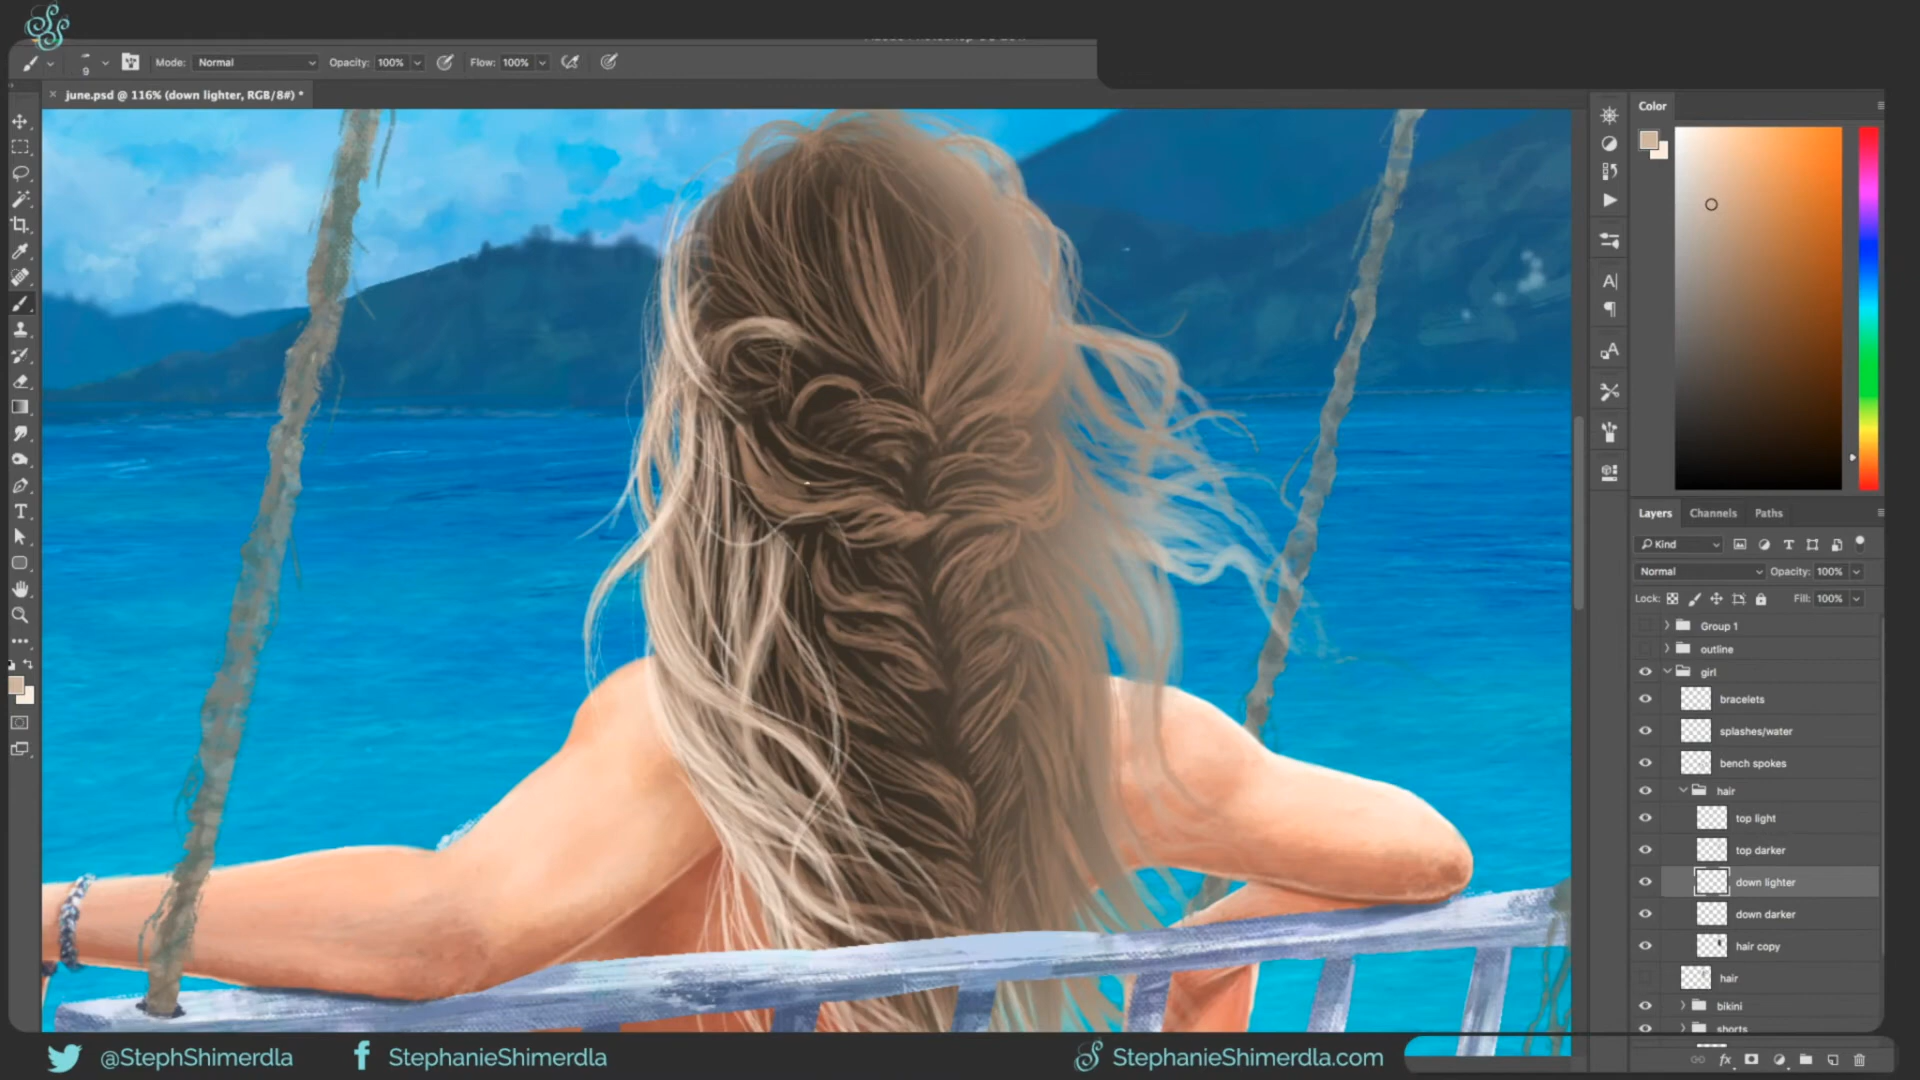 Mode: Normal Opacity: 100% Flow: 100%
9
× june.psd @ 116% (down lighter, RGB/8#) *
Color
Layers Channels Paths
Kind
Normal Opacity: 100%
Lock: Fill: 100%
Group 1
outline
girl
bracelets
splashes/water
bench spokes
hair
top light
top darker
down lighter
down darker
hair copy
hair
bikini
shorts
@StephShimerdla
StephanieShimerdla
StephanieShimerdla.com